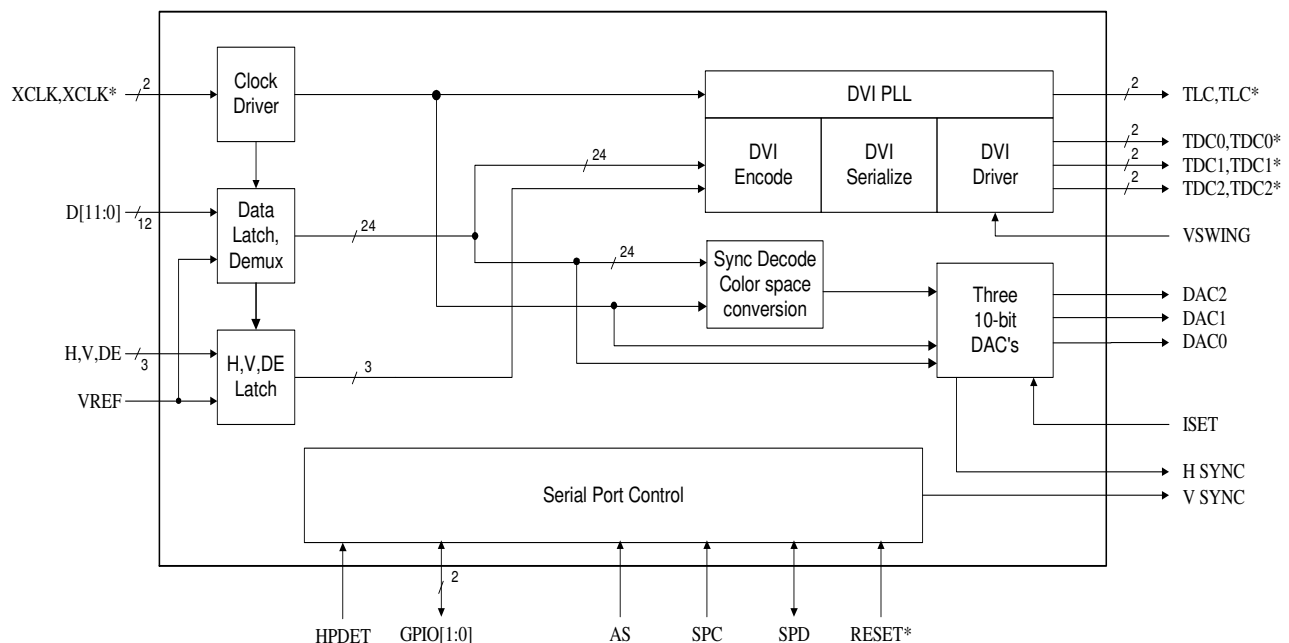 XCLK,XCLK*
2
Clock
Driver
DVI PLL
2
TLC,TLC*
DVI
Encode
DVI
Serialize
DVI
Driver
24
2
TDC0,TDC0*
2
TDC1,TDC1*
2
TDC2,TDC2*
D[11:0]
12
Data
Latch,
Demux
24
VSWING
24
Sync Decode
Color space
conversion
Three
10-bit
DAC's
DAC2
DAC1
DAC0
H,V,DE
3
H,V,DE
Latch
3
VREF
ISET
H SYNC
Serial Port Control
V SYNC
2
HPDET
GPIO[1:0]
AS
SPC
SPD
RESET*